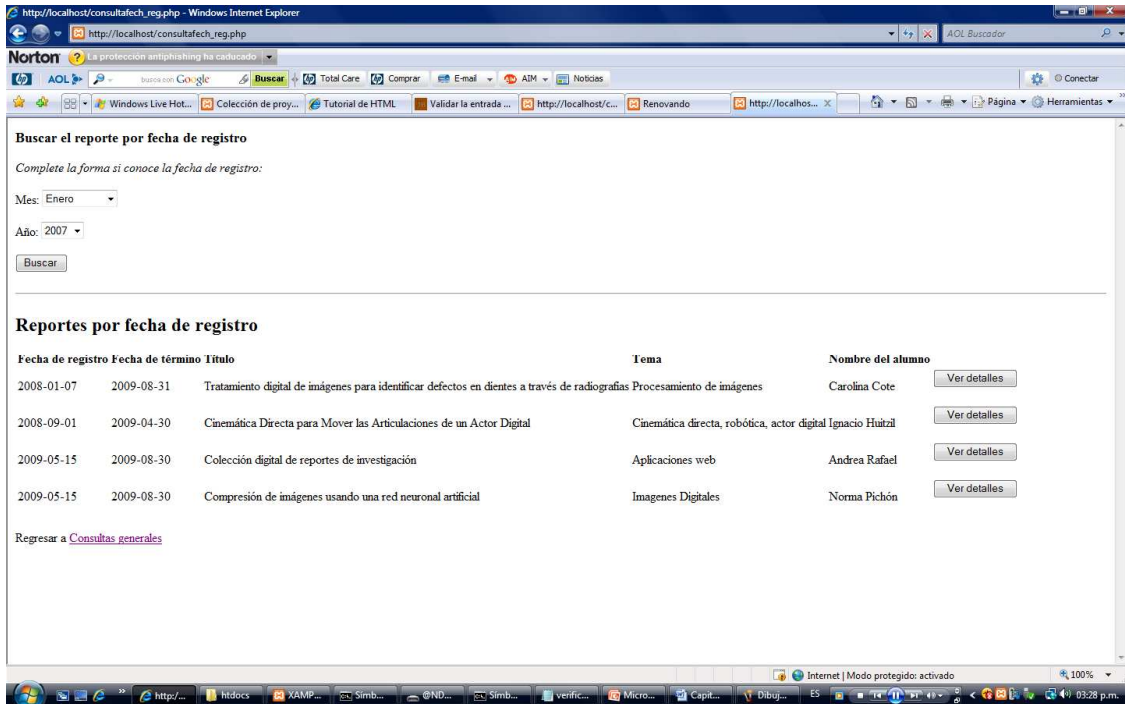 http://localhost/consultafech_reg.php - Windows Internet Explorer
http://localhost/consultafech_reg.php AOL Buscador
Norton La protección antiphishing ha caducado
AOL busca con Google Buscar Total Care Comprar E-mail AIM Noticias Conectar
Windows Live Hot... Colección de proy... Tutorial de HTML Validar la entrada ... http://localhost/c... Renovando http://localhos... Página Herramientas
Buscar el reporte por fecha de registro
Complete la forma si conoce la fecha de registro:
Mes: Enero
Año: 2007
Buscar
Reportes por fecha de registro
Fecha de registro Fecha de término Título Tema Nombre del alumno
2008-01-07 2009-08-31 Tratamiento digital de imágenes para identificar defectos en dientes a través de radiografias Procesamiento de imágenes Carolina Cote Ver detalles
2008-09-01 2009-04-30 Cinemática Directa para Mover las Articulaciones de un Actor Digital Cinemática directa, robótica, actor digital Ignacio Huitzil Ver detalles
2009-05-15 2009-08-30 Colección digital de reportes de investigación Aplicaciones web Andrea Rafael Ver detalles
2009-05-15 2009-08-30 Compresión de imágenes usando una red neuronal artificial Imagenes Digitales Norma Pichón Ver detalles
Regresar a Consultas generales
Internet | Modo protegido: activado 100%
http:/... htdocs XAMP... Símb... @ND... Símb... verific... Micro... Capit... Dibuj... ES 03:28 p.m.